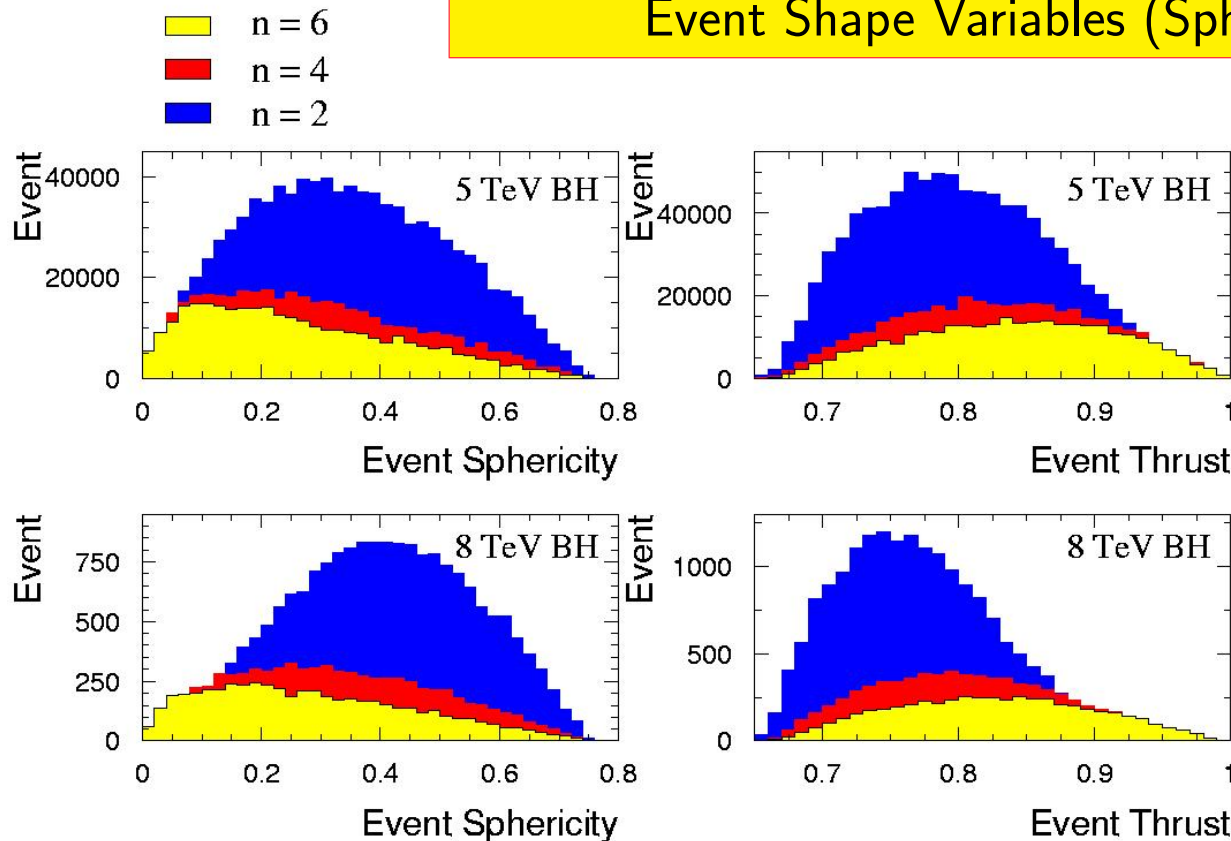 Event Shape Variables (Sph
n = 6
n = 4
n = 2
Event
40000
20000
0
5 TeV BH
0 0.2 0.4 0.6 0.8
Event Sphericity
Event
40000
20000
0
5 TeV BH
0.7 0.8 0.9 1
Event Thrust
Event
750
500
250
0
8 TeV BH
0 0.2 0.4 0.6 0.8
Event Sphericity
Event
1000
500
0
8 TeV BH
0.7 0.8 0.9 1
Event Thrust